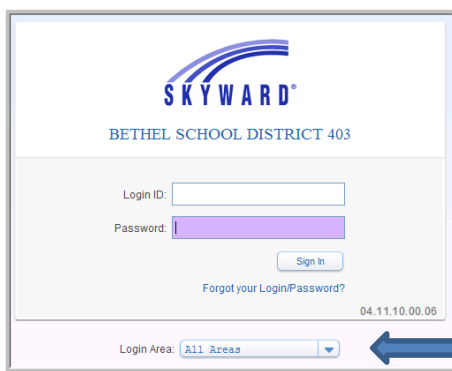 SKYWARD®
BETHEL SCHOOL DISTRICT 403
Login ID:
Password:
Sign In
Forgot your Login/Password?
04.11.10.00.06
Login Area: All Areas